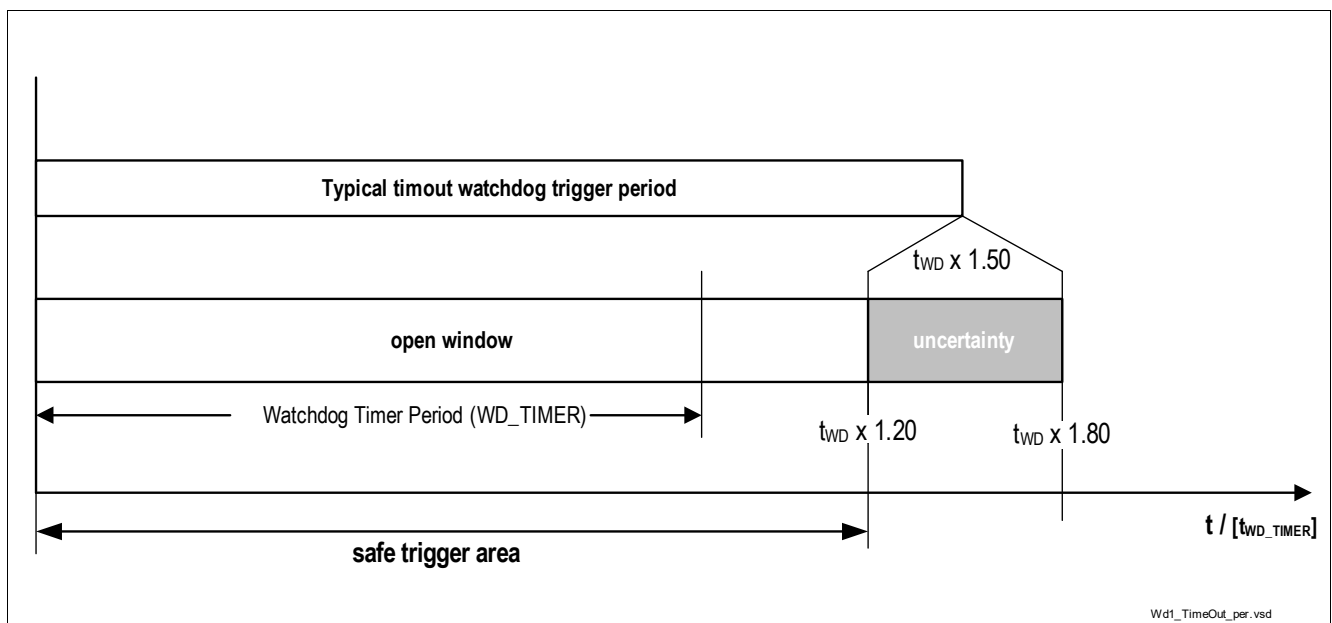 Typical timout watchdog trigger period
tWD x 1.50
open window
uncertainty
Watchdog Timer Period (WD_TIMER)
tWD x 1.20
tWD x 1.80
t / [tWD_TIMER]
safe trigger area
Wd1_TimeOut_per.vsd